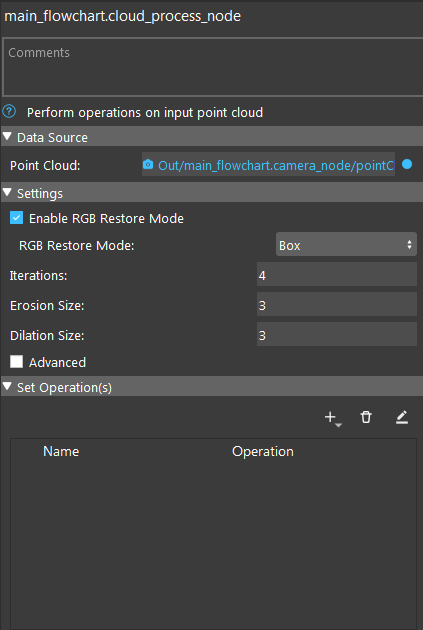 main_flowchart.cloud_process_node
Comments
Perform operations on input point cloud
Data Source
Point Cloud: Out/main_flowchart.camera_node/pointC
Settings
Enable RGB Restore Mode
RGB Restore Mode: Box
Iterations: 4
Erosion Size: 3
Dilation Size: 3
Advanced
Set Operation(s)
Name Operation